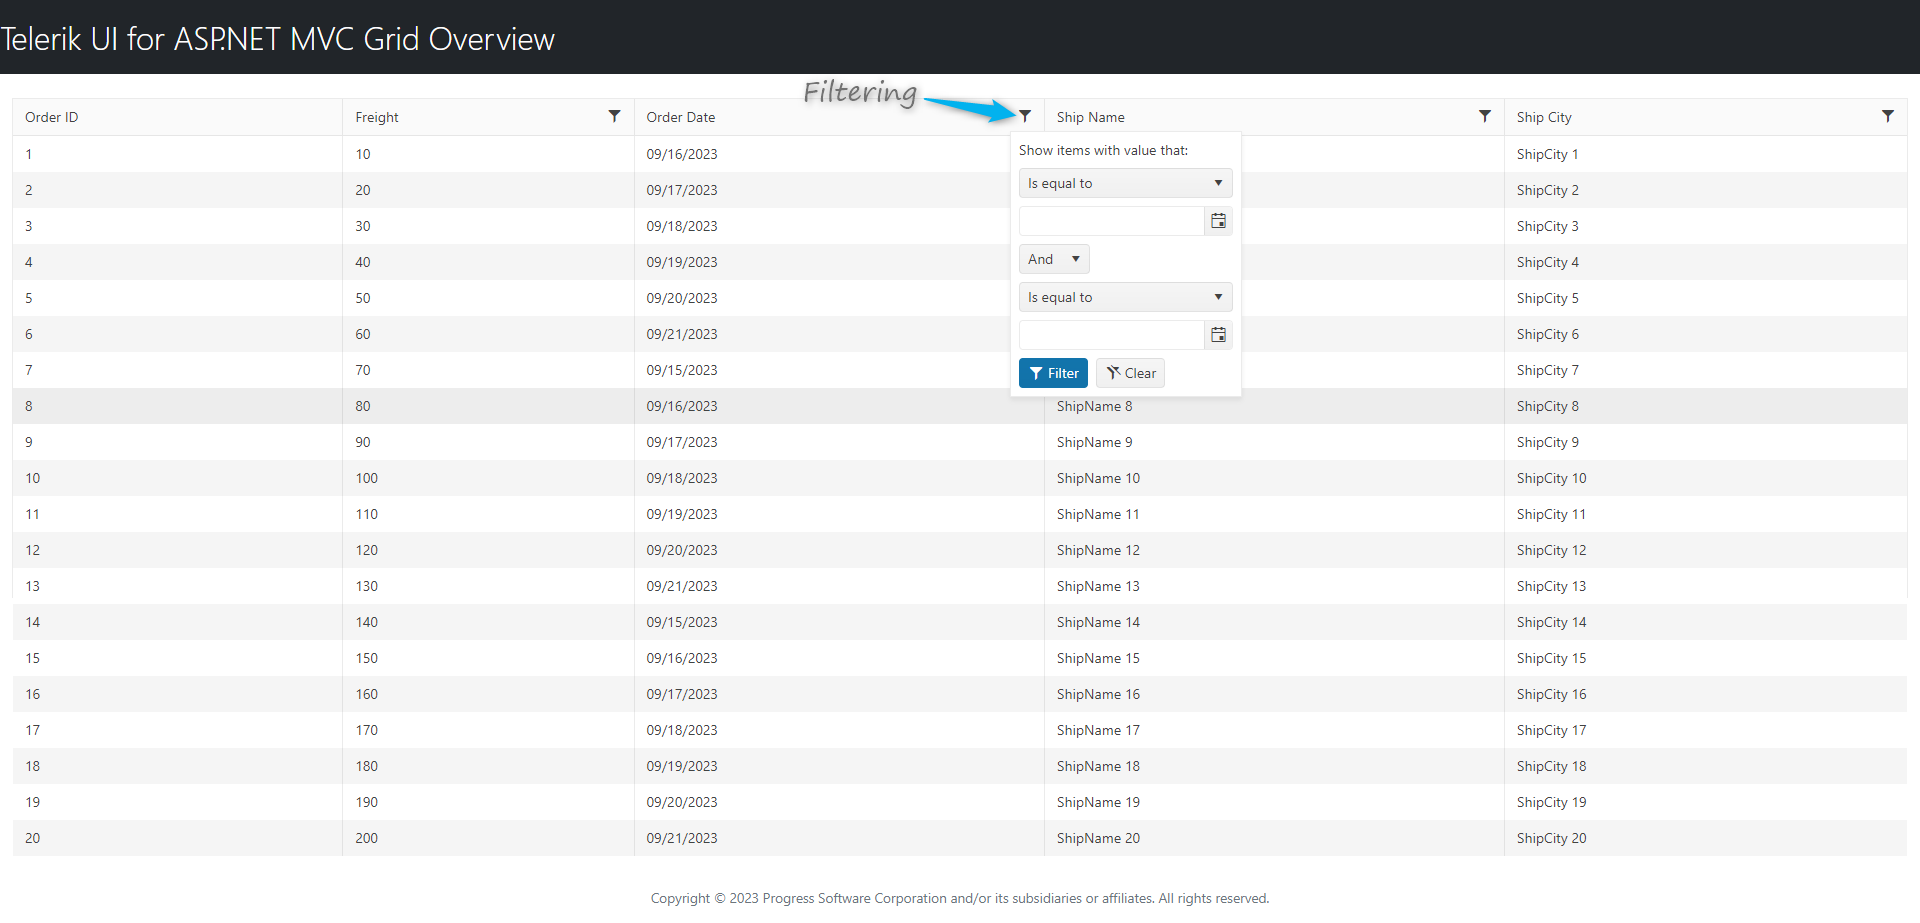 Telerik UI for ASP.NET MVC Grid Overview
Filtering
Order ID Freight Order Date Ship Name Ship City
Show items with value that:
Is equal to
And
Is equal to
Filter Clear
1 10 09/16/2023 ShipCity 1
2 20 09/17/2023 ShipCity 2
3 30 09/18/2023 ShipCity 3
4 40 09/19/2023 ShipCity 4
5 50 09/20/2023 ShipCity 5
6 60 09/21/2023 ShipCity 6
7 70 09/15/2023 ShipCity 7
8 80 09/16/2023 ShipName 8 ShipCity 8
9 90 09/17/2023 ShipName 9 ShipCity 9
10 100 09/18/2023 ShipName 10 ShipCity 10
11 110 09/19/2023 ShipName 11 ShipCity 11
12 120 09/20/2023 ShipName 12 ShipCity 12
13 130 09/21/2023 ShipName 13 ShipCity 13
14 140 09/15/2023 ShipName 14 ShipCity 14
15 150 09/16/2023 ShipName 15 ShipCity 15
16 160 09/17/2023 ShipName 16 ShipCity 16
17 170 09/18/2023 ShipName 17 ShipCity 17
18 180 09/19/2023 ShipName 18 ShipCity 18
19 190 09/20/2023 ShipName 19 ShipCity 19
20 200 09/21/2023 ShipName 20 ShipCity 20
Copyright © 2023 Progress Software Corporation and/or its subsidiaries or affiliates. All rights reserved.